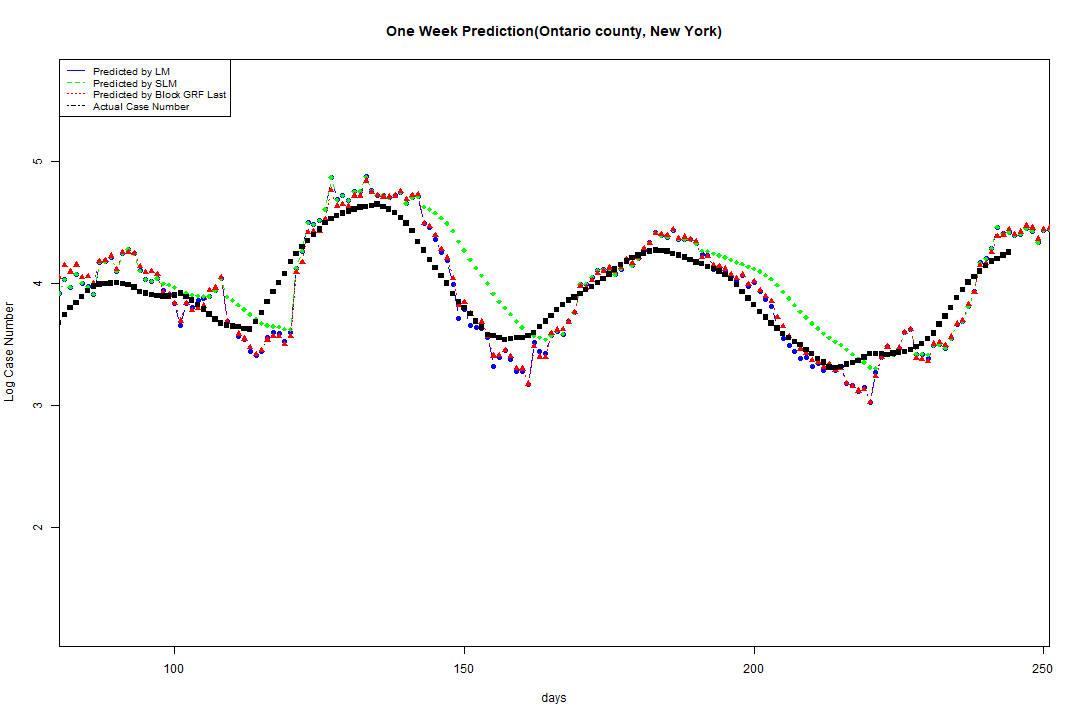 One Week Prediction(Ontario county, New York)
Predicted by LM
Predicted by SLM
Predicted by Block GRF Last
Actual Case Number
5
4
3
2
Log Case Number
100 150 200 250
days